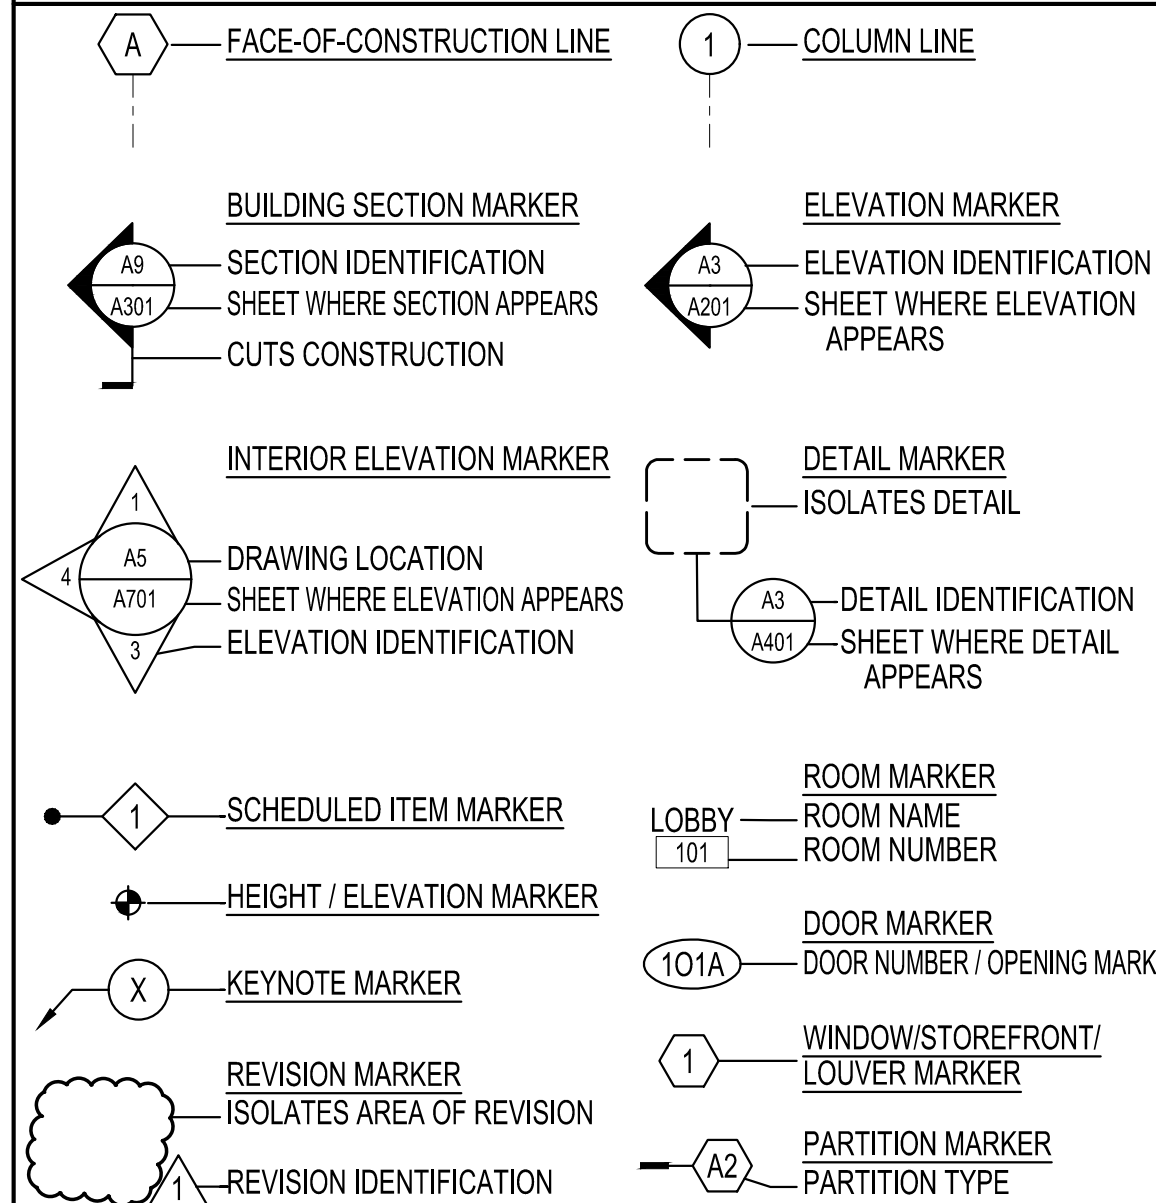 A
FACE-OF-CONSTRUCTION LINE
1
COLUMN LINE
BUILDING SECTION MARKER
A9
SECTION IDENTIFICATION
A301
SHEET WHERE SECTION APPEARS
CUTS CONSTRUCTION
ELEVATION MARKER
A3
ELEVATION IDENTIFICATION
A201
SHEET WHERE ELEVATION
APPEARS
INTERIOR ELEVATION MARKER
1
A5
DRAWING LOCATION
4
A701
SHEET WHERE ELEVATION APPEARS
3
ELEVATION IDENTIFICATION
DETAIL MARKER
ISOLATES DETAIL
A3
DETAIL IDENTIFICATION
A401
SHEET WHERE DETAIL
APPEARS
1
SCHEDULED ITEM MARKER
ROOM MARKER
LOBBY
ROOM NAME
101
ROOM NUMBER
HEIGHT / ELEVATION MARKER
DOOR MARKER
101A
DOOR NUMBER / OPENING MARK
X
KEYNOTE MARKER
1
WINDOW/STOREFRONT/
LOUVER MARKER
REVISION MARKER
ISOLATES AREA OF REVISION
1
REVISION IDENTIFICATION
PARTITION MARKER
A2
PARTITION TYPE